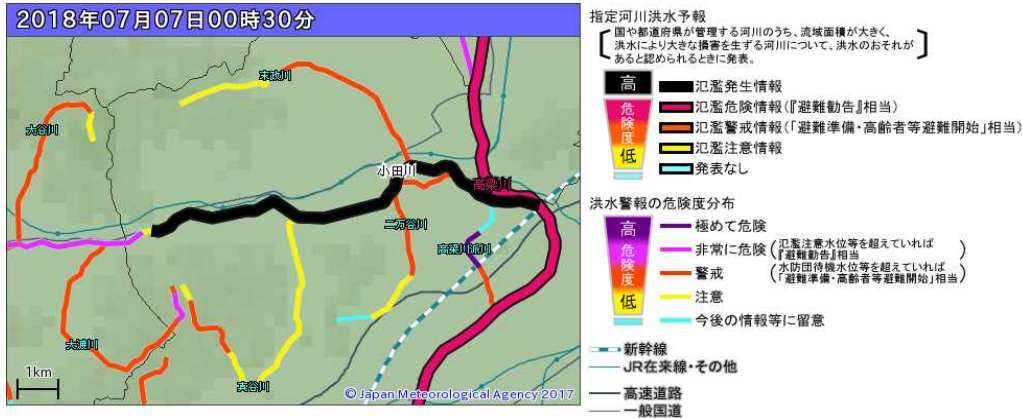 2018年07月07日00時30分
末政川
大谷川
小田川
高梁川
二万谷川
高梁川派川
大渡川
真谷川
1km
© Japan Meteorological Agency 2017
指定河川洪水予報
国や都道府県が管理する河川のうち、流域面積が大きく、
洪水により大きな損害を生ずる河川について、洪水のおそれが
あると認められるときに発表。
高
危険度
低
氾濫発生情報
氾濫危険情報(『避難勧告』相当)
氾濫警戒情報(「避難準備・高齢者等避難開始」相当)
氾濫注意情報
発表なし
洪水警報の危険度分布
高
危険度
低
極めて危険
非常に危険(氾濫注意水位等を超えていれば
『避難勧告』相当)
警戒(水防団待機水位等を超えていれば
「避難準備・高齢者等避難開始」相当)
注意
今後の情報等に留意
新幹線
JR在来線・その他
高速道路
一般国道